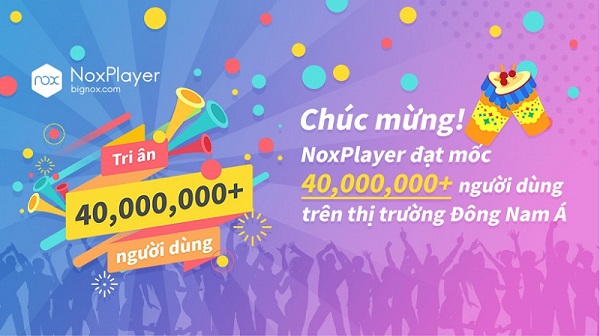 nox
NoxPlayer
bignox.com
Tri ân
40,000,000+
người dùng
Chúc mừng!
NoxPlayer đạt mốc
40,000,000+ người dùng
trên thị trường Đông Nam Á